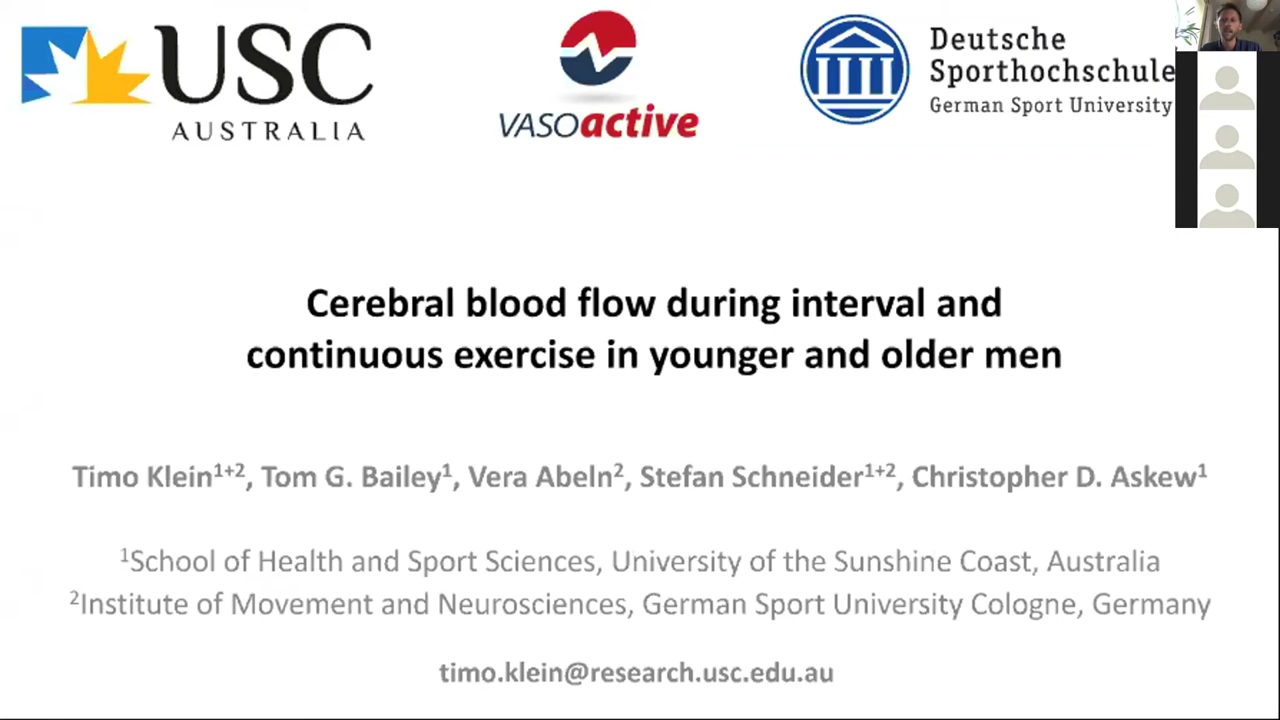 USC
AUSTRALIA
VASOactive
Deutsche
Sporthochschule
German Sport University
Cerebral blood flow during interval and
continuous exercise in younger and older men
Timo Klein¹⁺², Tom G. Bailey¹, Vera Abeln², Stefan Schneider¹⁺², Christopher D. Askew¹
¹School of Health and Sport Sciences, University of the Sunshine Coast, Australia
²Institute of Movement and Neurosciences, German Sport University Cologne, Germany
timo.klein@research.usc.edu.au